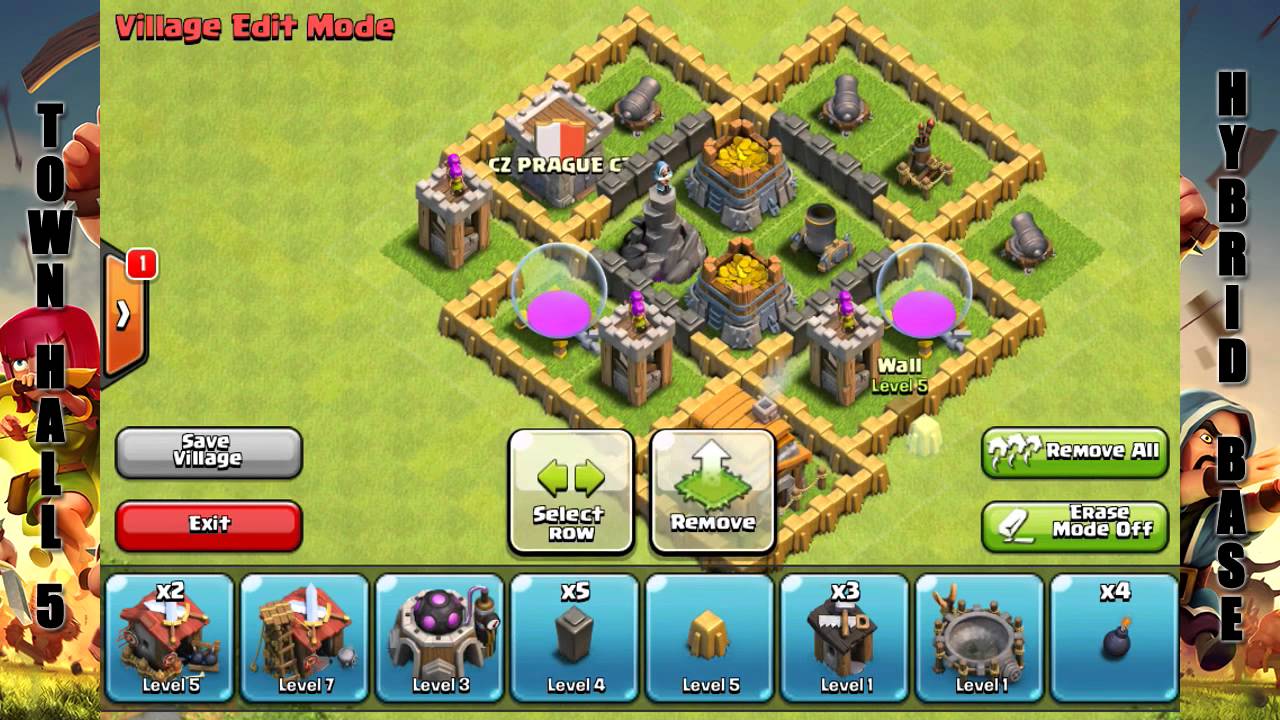 Village Edit Mode
TOWN HALL 5
HYBRID BASE
CZ PRAGUE C
1
Wall
Level 5
Save
Village
Exit
Select
ROW
Remove
Remove All
Erase
Mode Off
x2
Level 5
Level 7
Level 3
x5
Level 4
Level 5
x3
Level 1
Level 1
x4